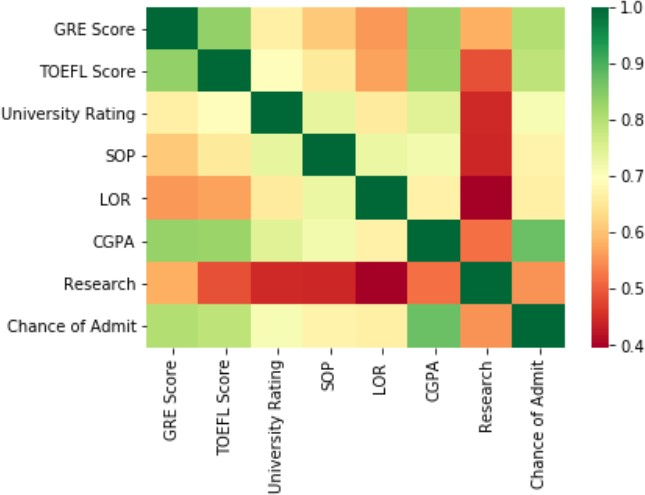 GRE Score
TOEFL Score
University Rating
SOP
LOR
CGPA
Research
Chance of Admit
GRE Score
TOEFL Score
University Rating
SOP
LOR
CGPA
Research
Chance of Admit
1.0
0.9
0.8
0.7
0.6
0.5
0.4